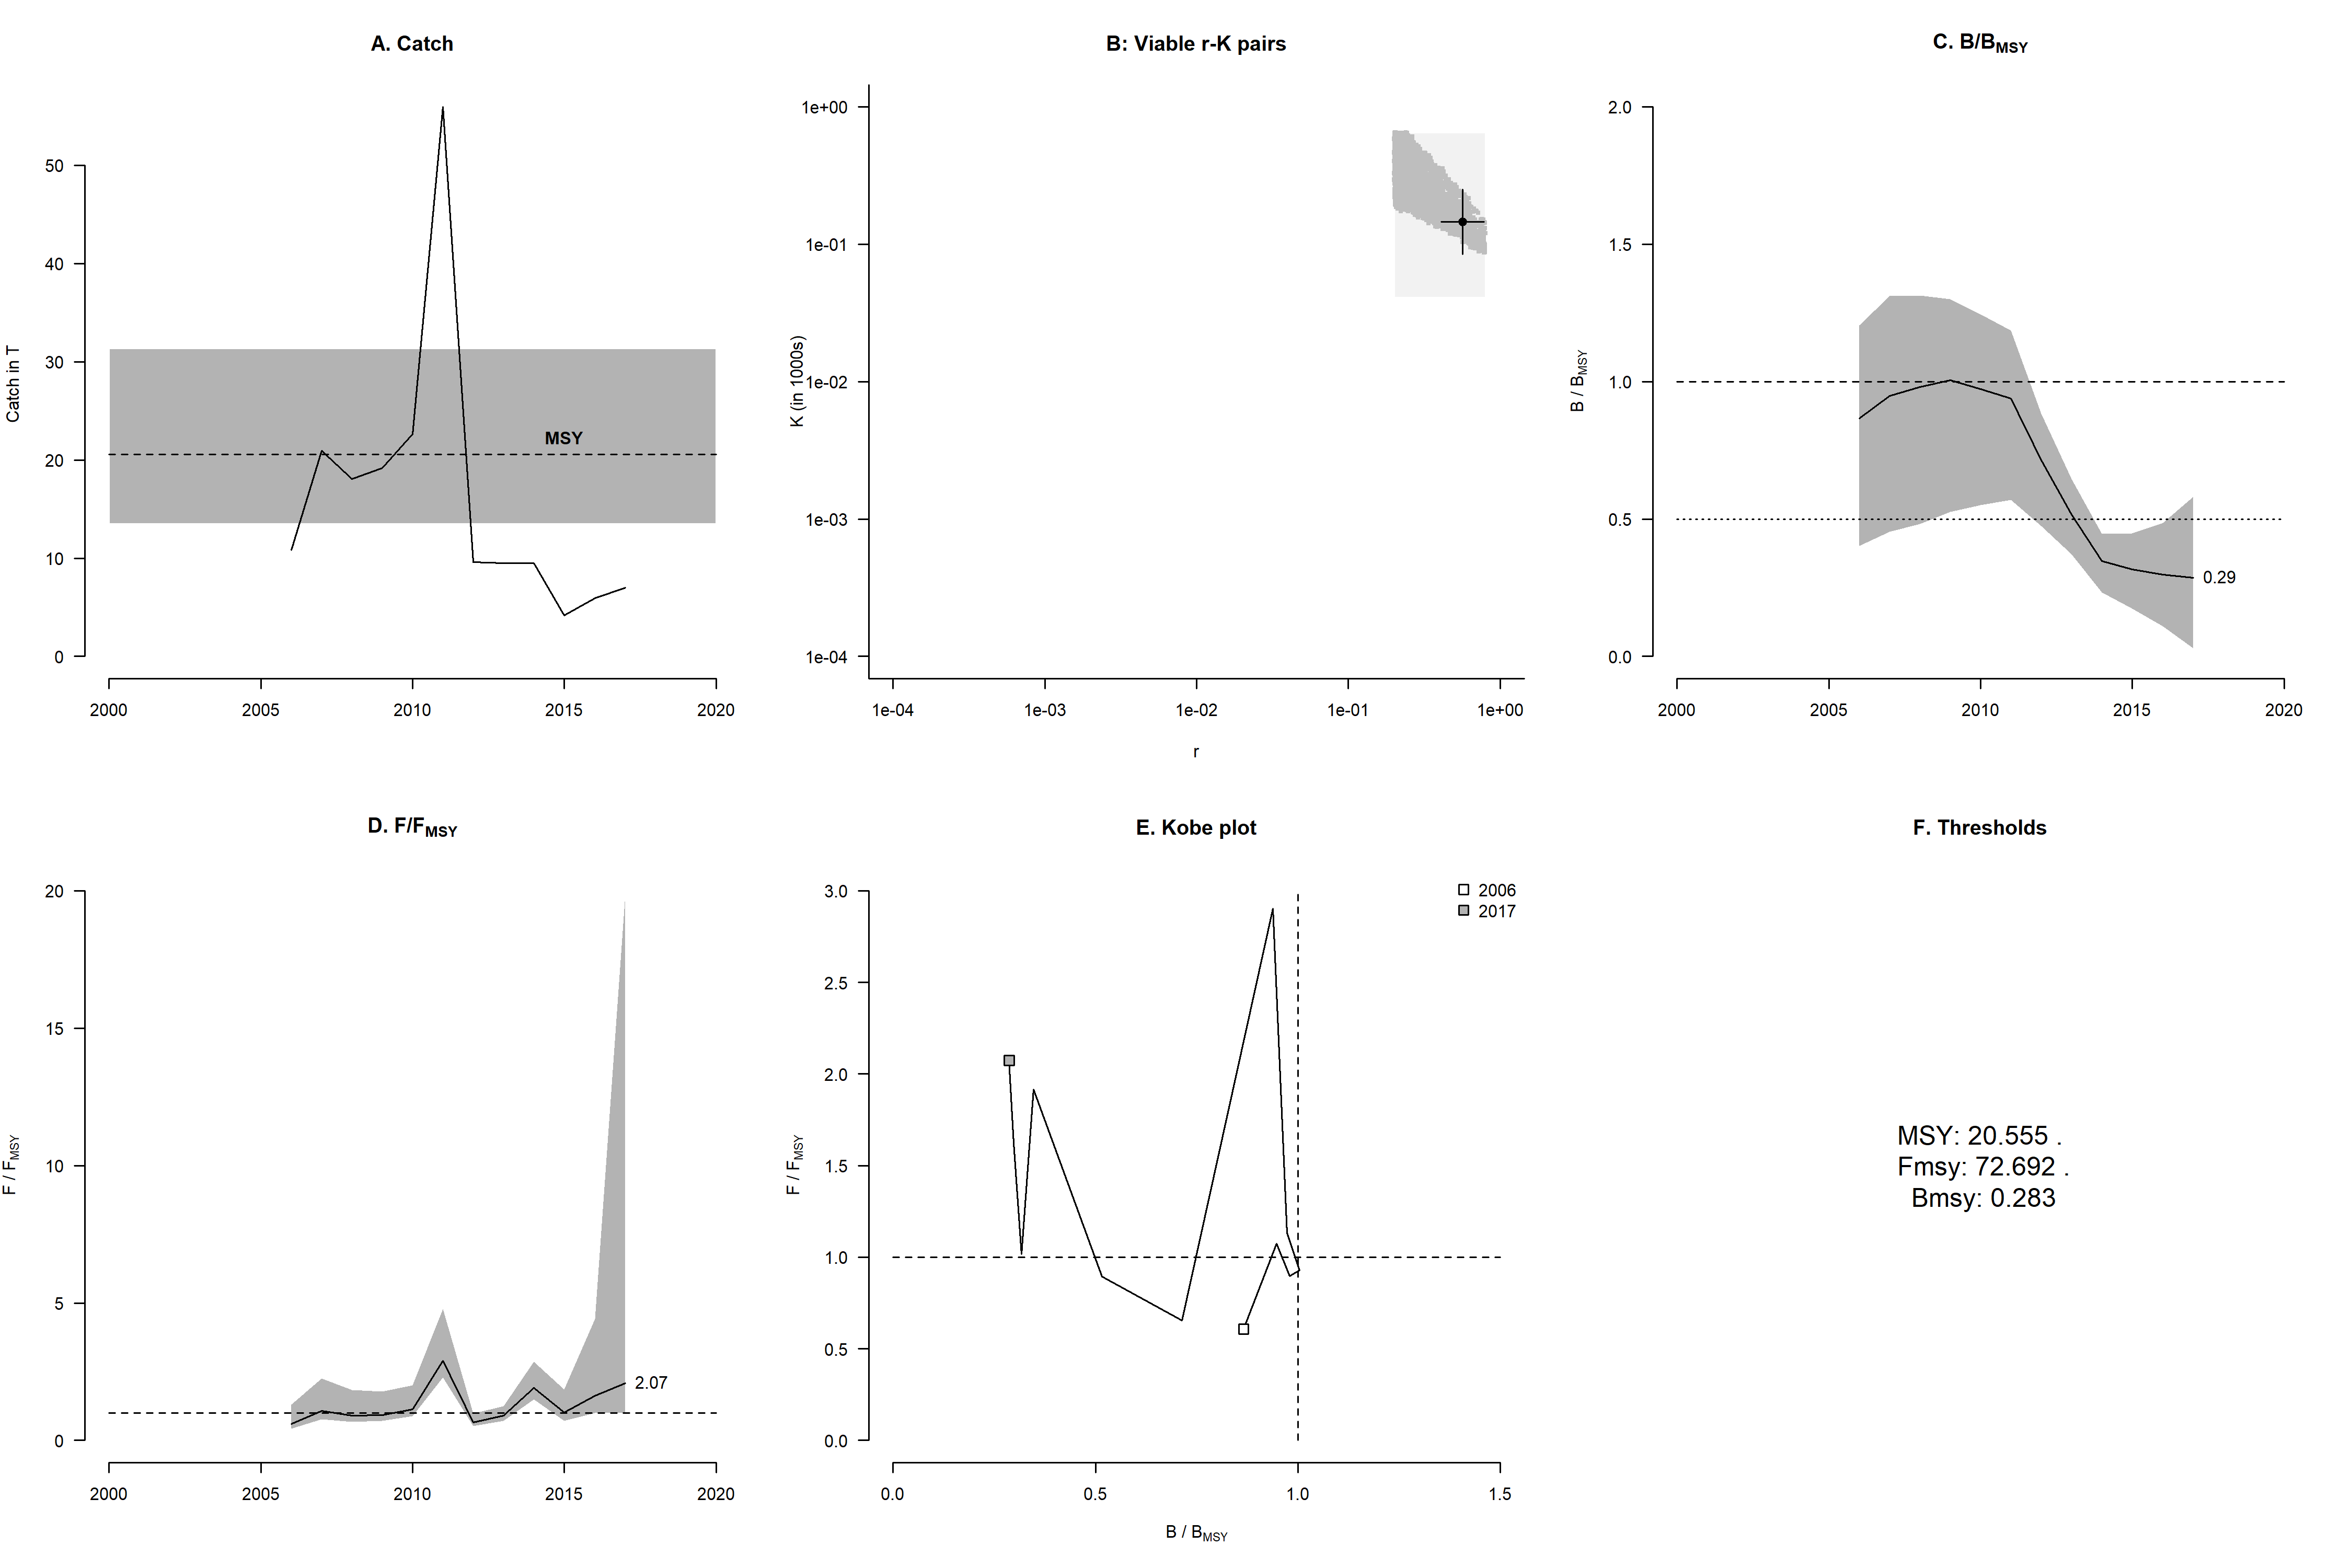 A. Catch
50
40
30
20
10
0
Catch in T
MSY
2000 2005 2010 2015 2020
B: Viable r-K pairs
1e+00
1e-01
1e-02
1e-03
1e-04
K (in 1000s)
1e-04 1e-03 1e-02 1e-01 1e+00
r
C. B/BMSY
2.0
1.5
1.0
0.5
0.0
B / BMSY
0.29
2000 2005 2010 2015 2020
D. F/FMSY
20
15
10
5
0
F / FMSY
2.07
2000 2005 2010 2015 2020
E. Kobe plot
2006
2017
3.0
2.5
2.0
1.5
1.0
0.5
0.0
F / FMSY
0.0 0.5 1.0 1.5
B / BMSY
F. Thresholds
MSY: 20.555 .
Fmsy: 72.692 .
Bmsy: 0.283